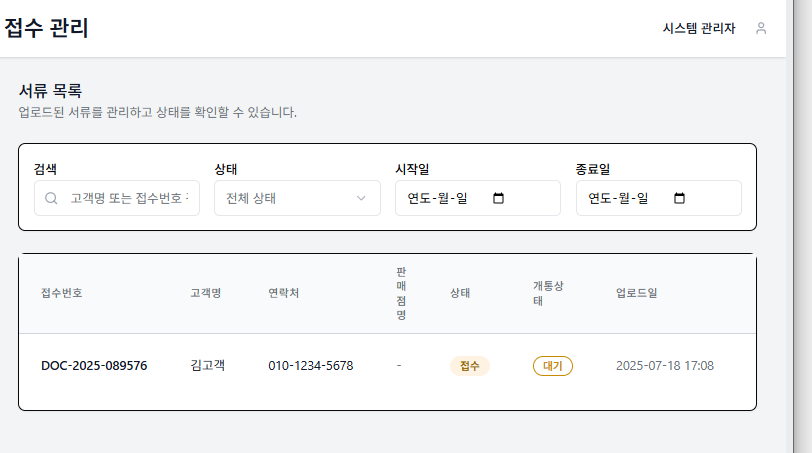 접수 관리
시스템 관리자
서류 목록
업로드된 서류를 관리하고 상태를 확인할 수 있습니다.
검색 상태 시작일 종료일
고객명 또는 접수번호 전체 상태 연도-월-일 연도-월-일
접수번호 고객명 연락처 판매점명 상태 개통상태 업로드일
DOC-2025-089576 김고객 010-1234-5678 - 접수 대기 2025-07-18 17:08